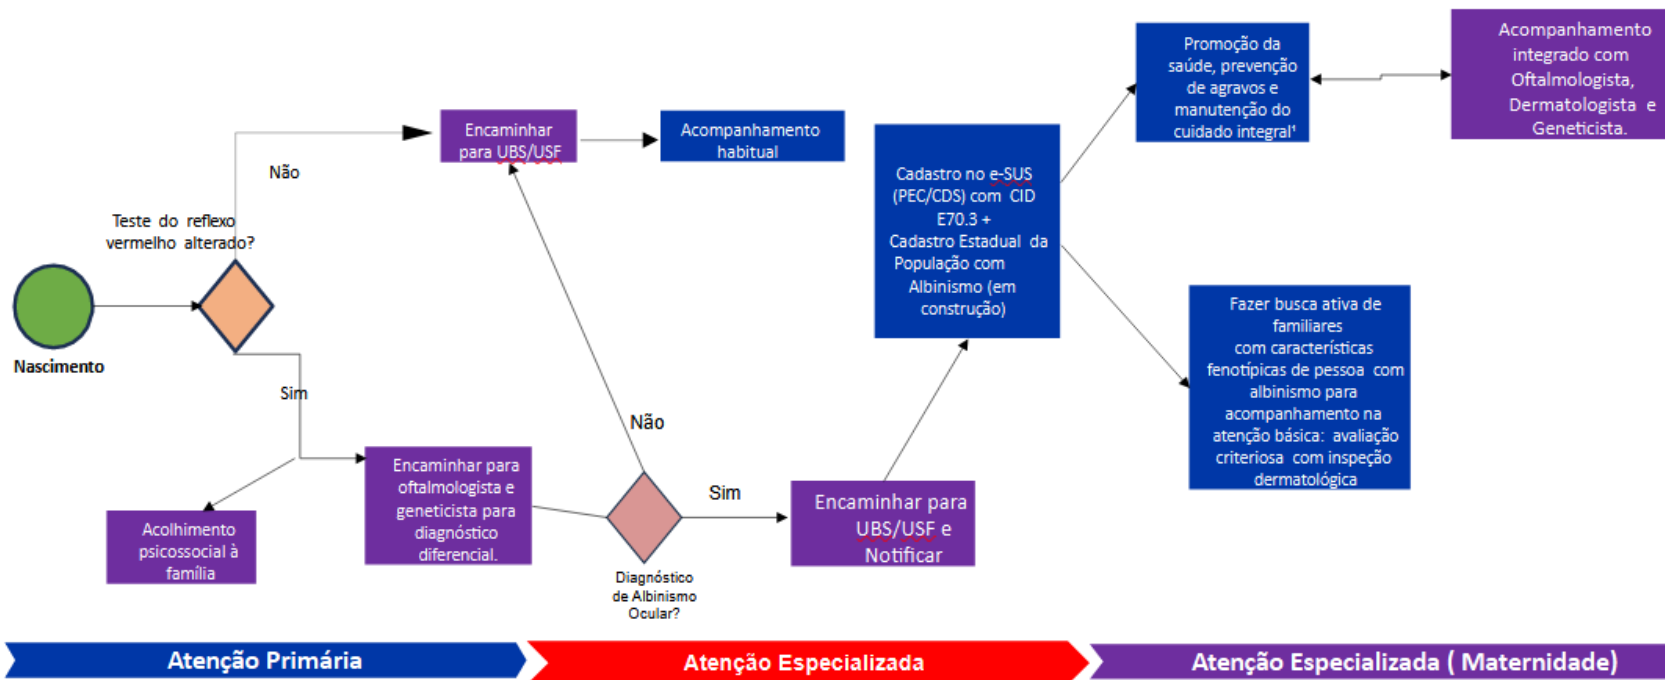 Nascimento
Teste do reflexo
vermelho alterado?
Não
Sim
Encaminhar
para UBS/USF
Acompanhamento
habitual
Acolhimento
psicossocial à
família
Encaminhar para
oftalmologista e
geneticista para
diagnóstico
diferencial.
Diagnóstico
de Albinismo
Ocular?
Não
Sim
Encaminhar para
UBS/USF e
Notificar
Cadastro no e-SUS
(PEC/CDS) com CID
E70.3 +
Cadastro Estadual da
População com
Albinismo (em
construção)
Promoção da
saúde, prevenção
de agravos e
manutenção do
cuidado integral¹
Acompanhamento
integrado com
Oftalmologista,
Dermatologista e
Geneticista.
Fazer busca ativa de
familiares
com características
fenotípicas de pessoa com
albinismo para
acompanhamento na
atenção básica: avaliação
criteriosa com inspeção
dermatológica
Atenção Primária
Atenção Especializada
Atenção Especializada ( Maternidade)